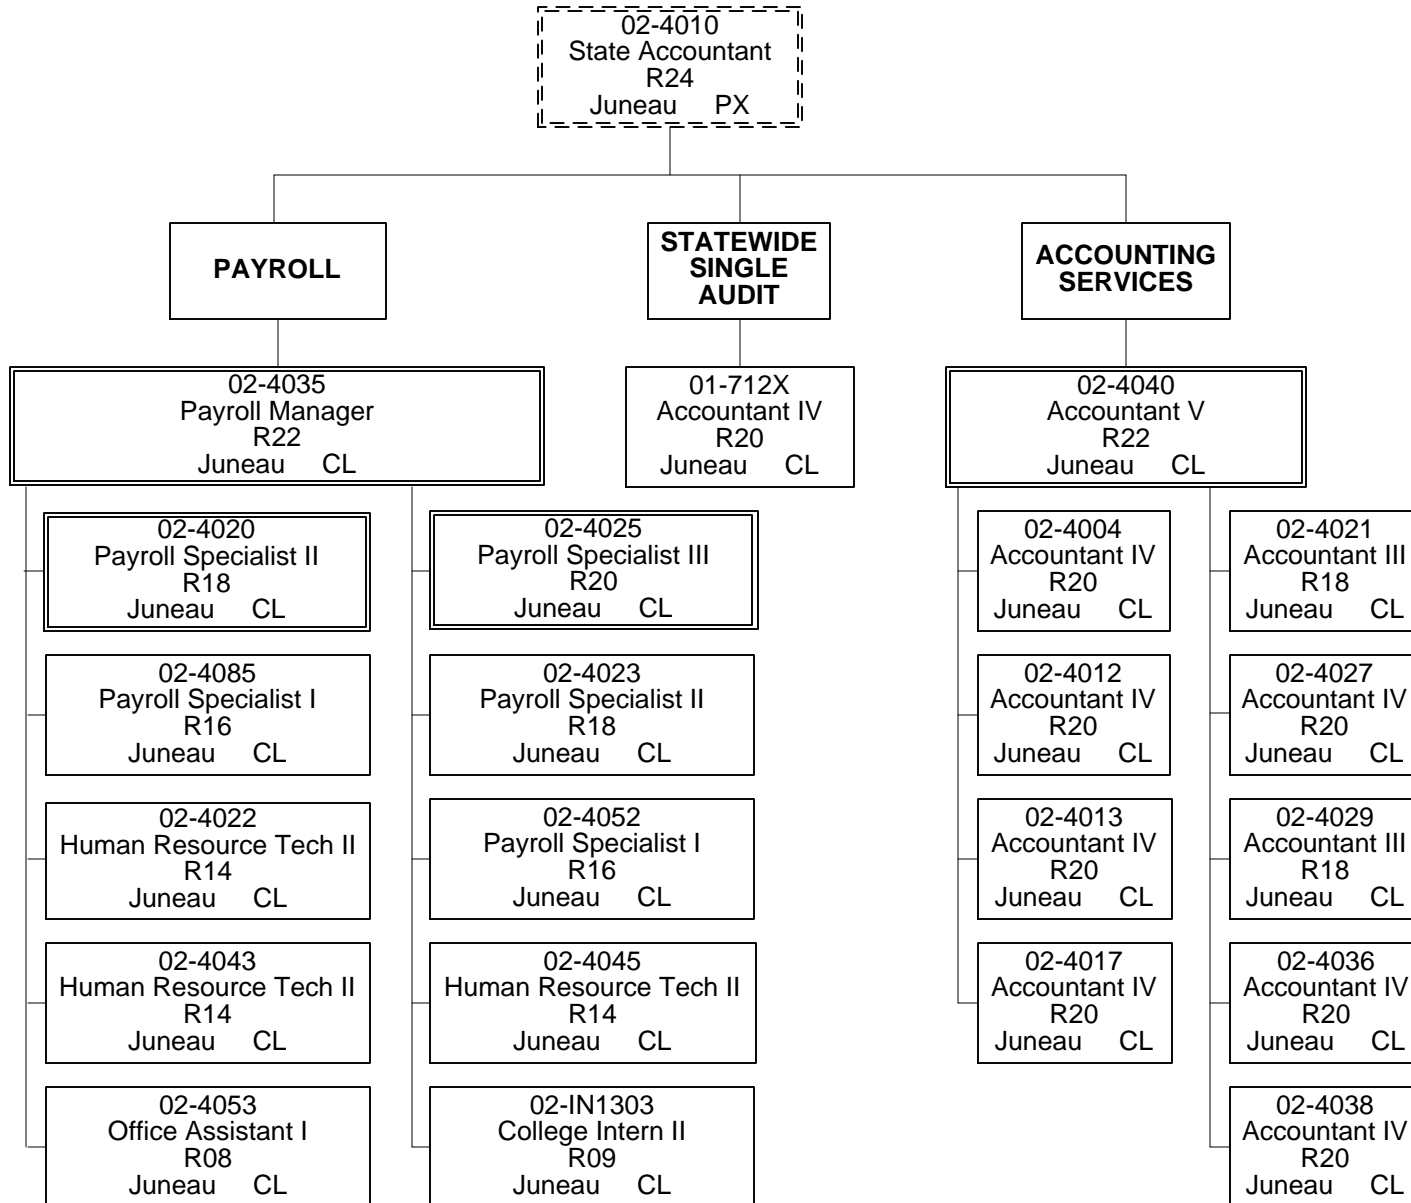 02-4010
State Accountant
R24
Juneau PX
PAYROLL
STATEWIDE
SINGLE
AUDIT
ACCOUNTING
SERVICES
02-4035
Payroll Manager
R22
Juneau CL
01-712X
Accountant IV
R20
Juneau CL
02-4040
Accountant V
R22
Juneau CL
02-4020
Payroll Specialist II
R18
Juneau CL
02-4085
Payroll Specialist I
R16
Juneau CL
02-4022
Human Resource Tech II
R14
Juneau CL
02-4043
Human Resource Tech II
R14
Juneau CL
02-4053
Office Assistant I
R08
Juneau CL
02-4025
Payroll Specialist III
R20
Juneau CL
02-4023
Payroll Specialist II
R18
Juneau CL
02-4052
Payroll Specialist I
R16
Juneau CL
02-4045
Human Resource Tech II
R14
Juneau CL
02-IN1303
College Intern II
R09
Juneau CL
02-4004
Accountant IV
R20
Juneau CL
02-4012
Accountant IV
R20
Juneau CL
02-4013
Accountant IV
R20
Juneau CL
02-4017
Accountant IV
R20
Juneau CL
02-4021
Accountant III
R18
Juneau CL
02-4027
Accountant IV
R20
Juneau CL
02-4029
Accountant III
R18
Juneau CL
02-4036
Accountant IV
R20
Juneau CL
02-4038
Accountant IV
R20
Juneau CL